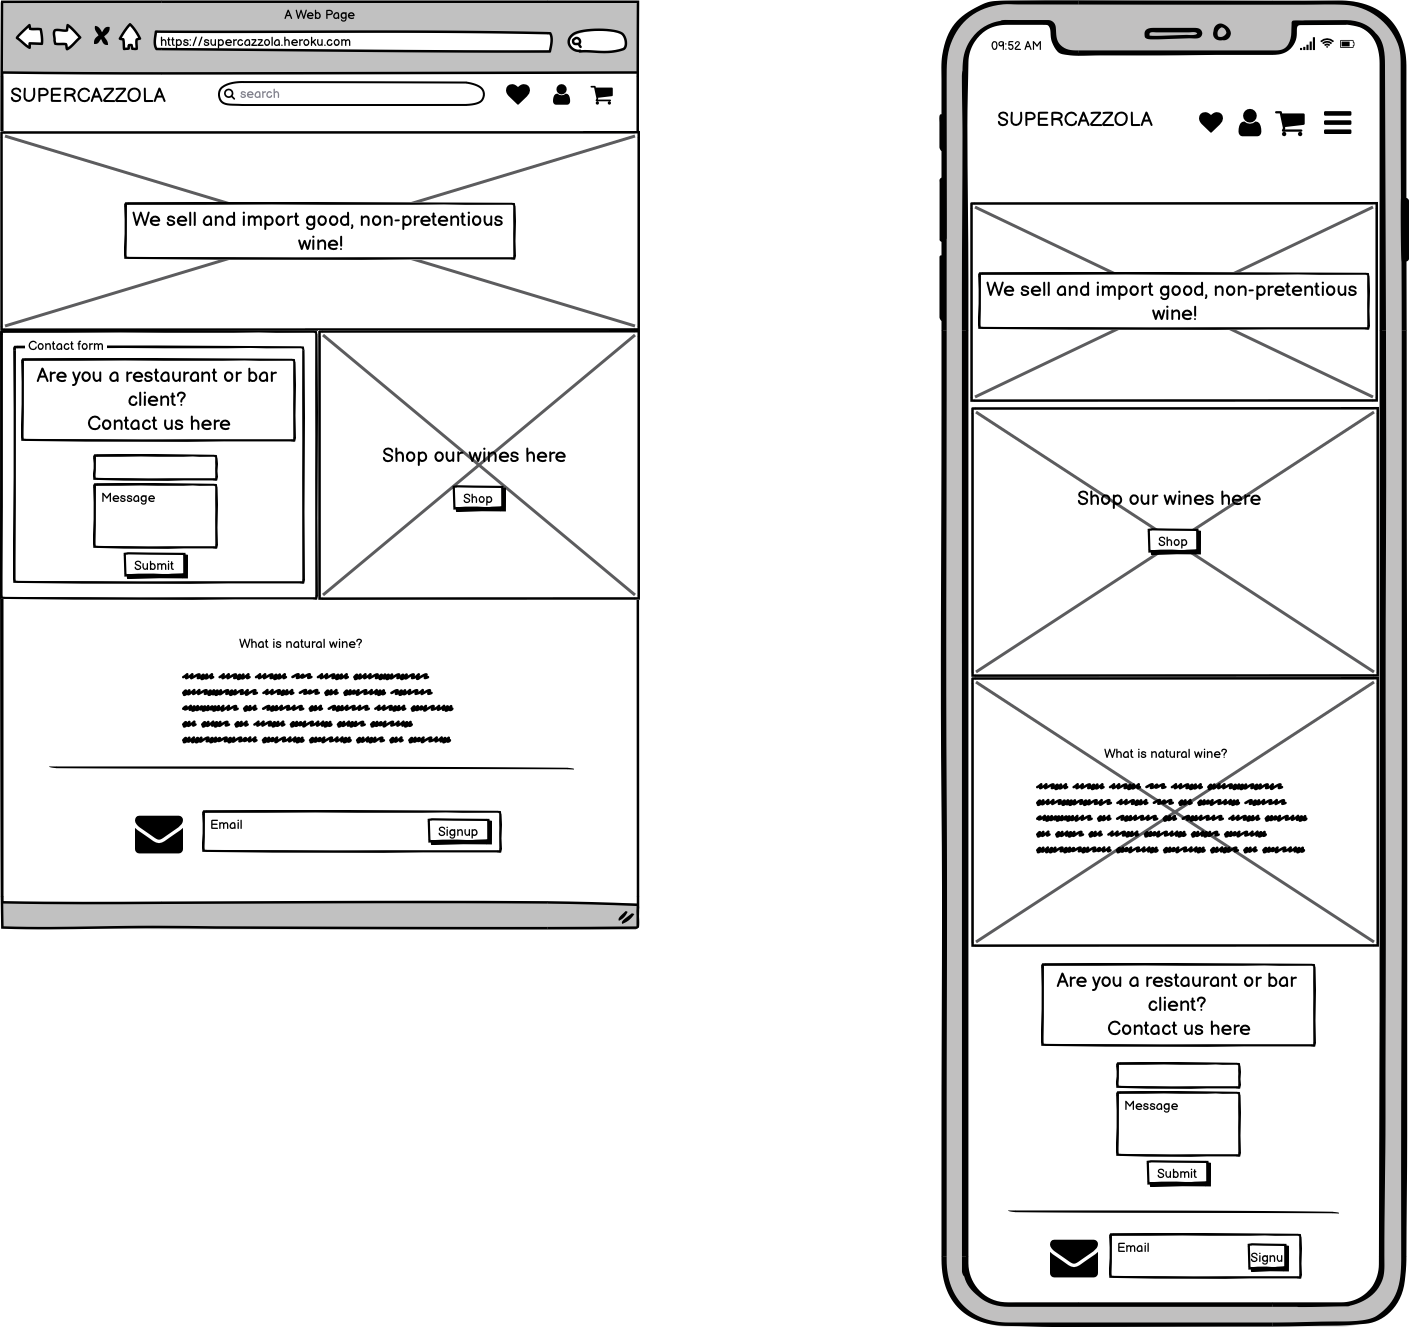 A Web Page
https://supercazzola.heroku.com
SUPERCAZZOLA
search
We sell and import good, non-pretentious
wine!
Contact form
Are you a restaurant or bar
client?
Contact us here
Message
Submit
Shop our wines here
Shop
What is natural wine?
Email
Signup
09:52 AM
SUPERCAZZOLA
We sell and import good, non-pretentious
wine!
Shop our wines here
Shop
What is natural wine?
Are you a restaurant or bar
client?
Contact us here
Message
Submit
Email
Signu